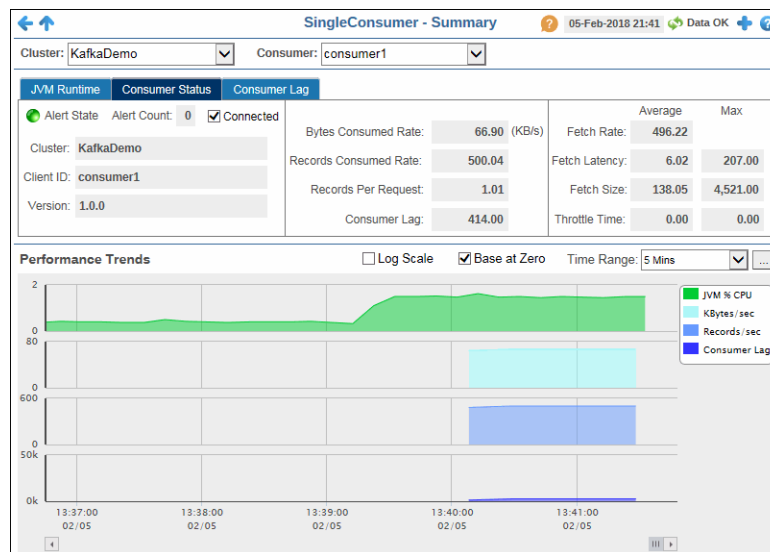 SingleConsumer - Summary
05-Feb-2018 21:41 Data OK
Cluster: KafkaDemo Consumer: consumer1
JVM Runtime Consumer Status Consumer Lag
Alert State Alert Count: 0 Connected
Cluster: KafkaDemo
Client ID: consumer1
Version: 1.0.0
Bytes Consumed Rate: 66.90 (KB/s)
Records Consumed Rate: 500.04
Records Per Request: 1.01
Consumer Lag: 414.00
Average Max
Fetch Rate: 496.22
Fetch Latency: 6.02 207.00
Fetch Size: 138.05 4,521.00
Throttle Time: 0.00 0.00
Performance Trends Log Scale Base at Zero Time Range: 5 Mins ...
2
0
80
0
600
0
50k
0k
13:37:00 13:38:00 13:39:00 13:40:00 13:41:00
02/05 02/05 02/05 02/05 02/05
JVM % CPU
KBytes/sec
Records/sec
Consumer Lag